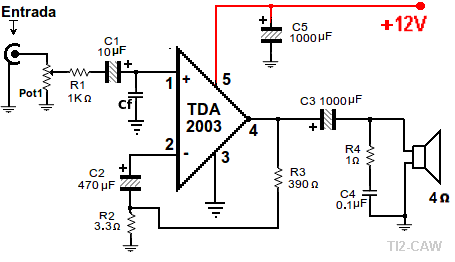 Entrada
+12V
C5
1000µF
C1
10µF
Pot1
R1
1KΩ
Cf
+
1
5
TDA
2003
4
C3 1000µF
+
2
-
3
C2
470µF
R2
3.3Ω
R3
390Ω
R4
1Ω
C4
0.1µF
4Ω
TI2-CAW